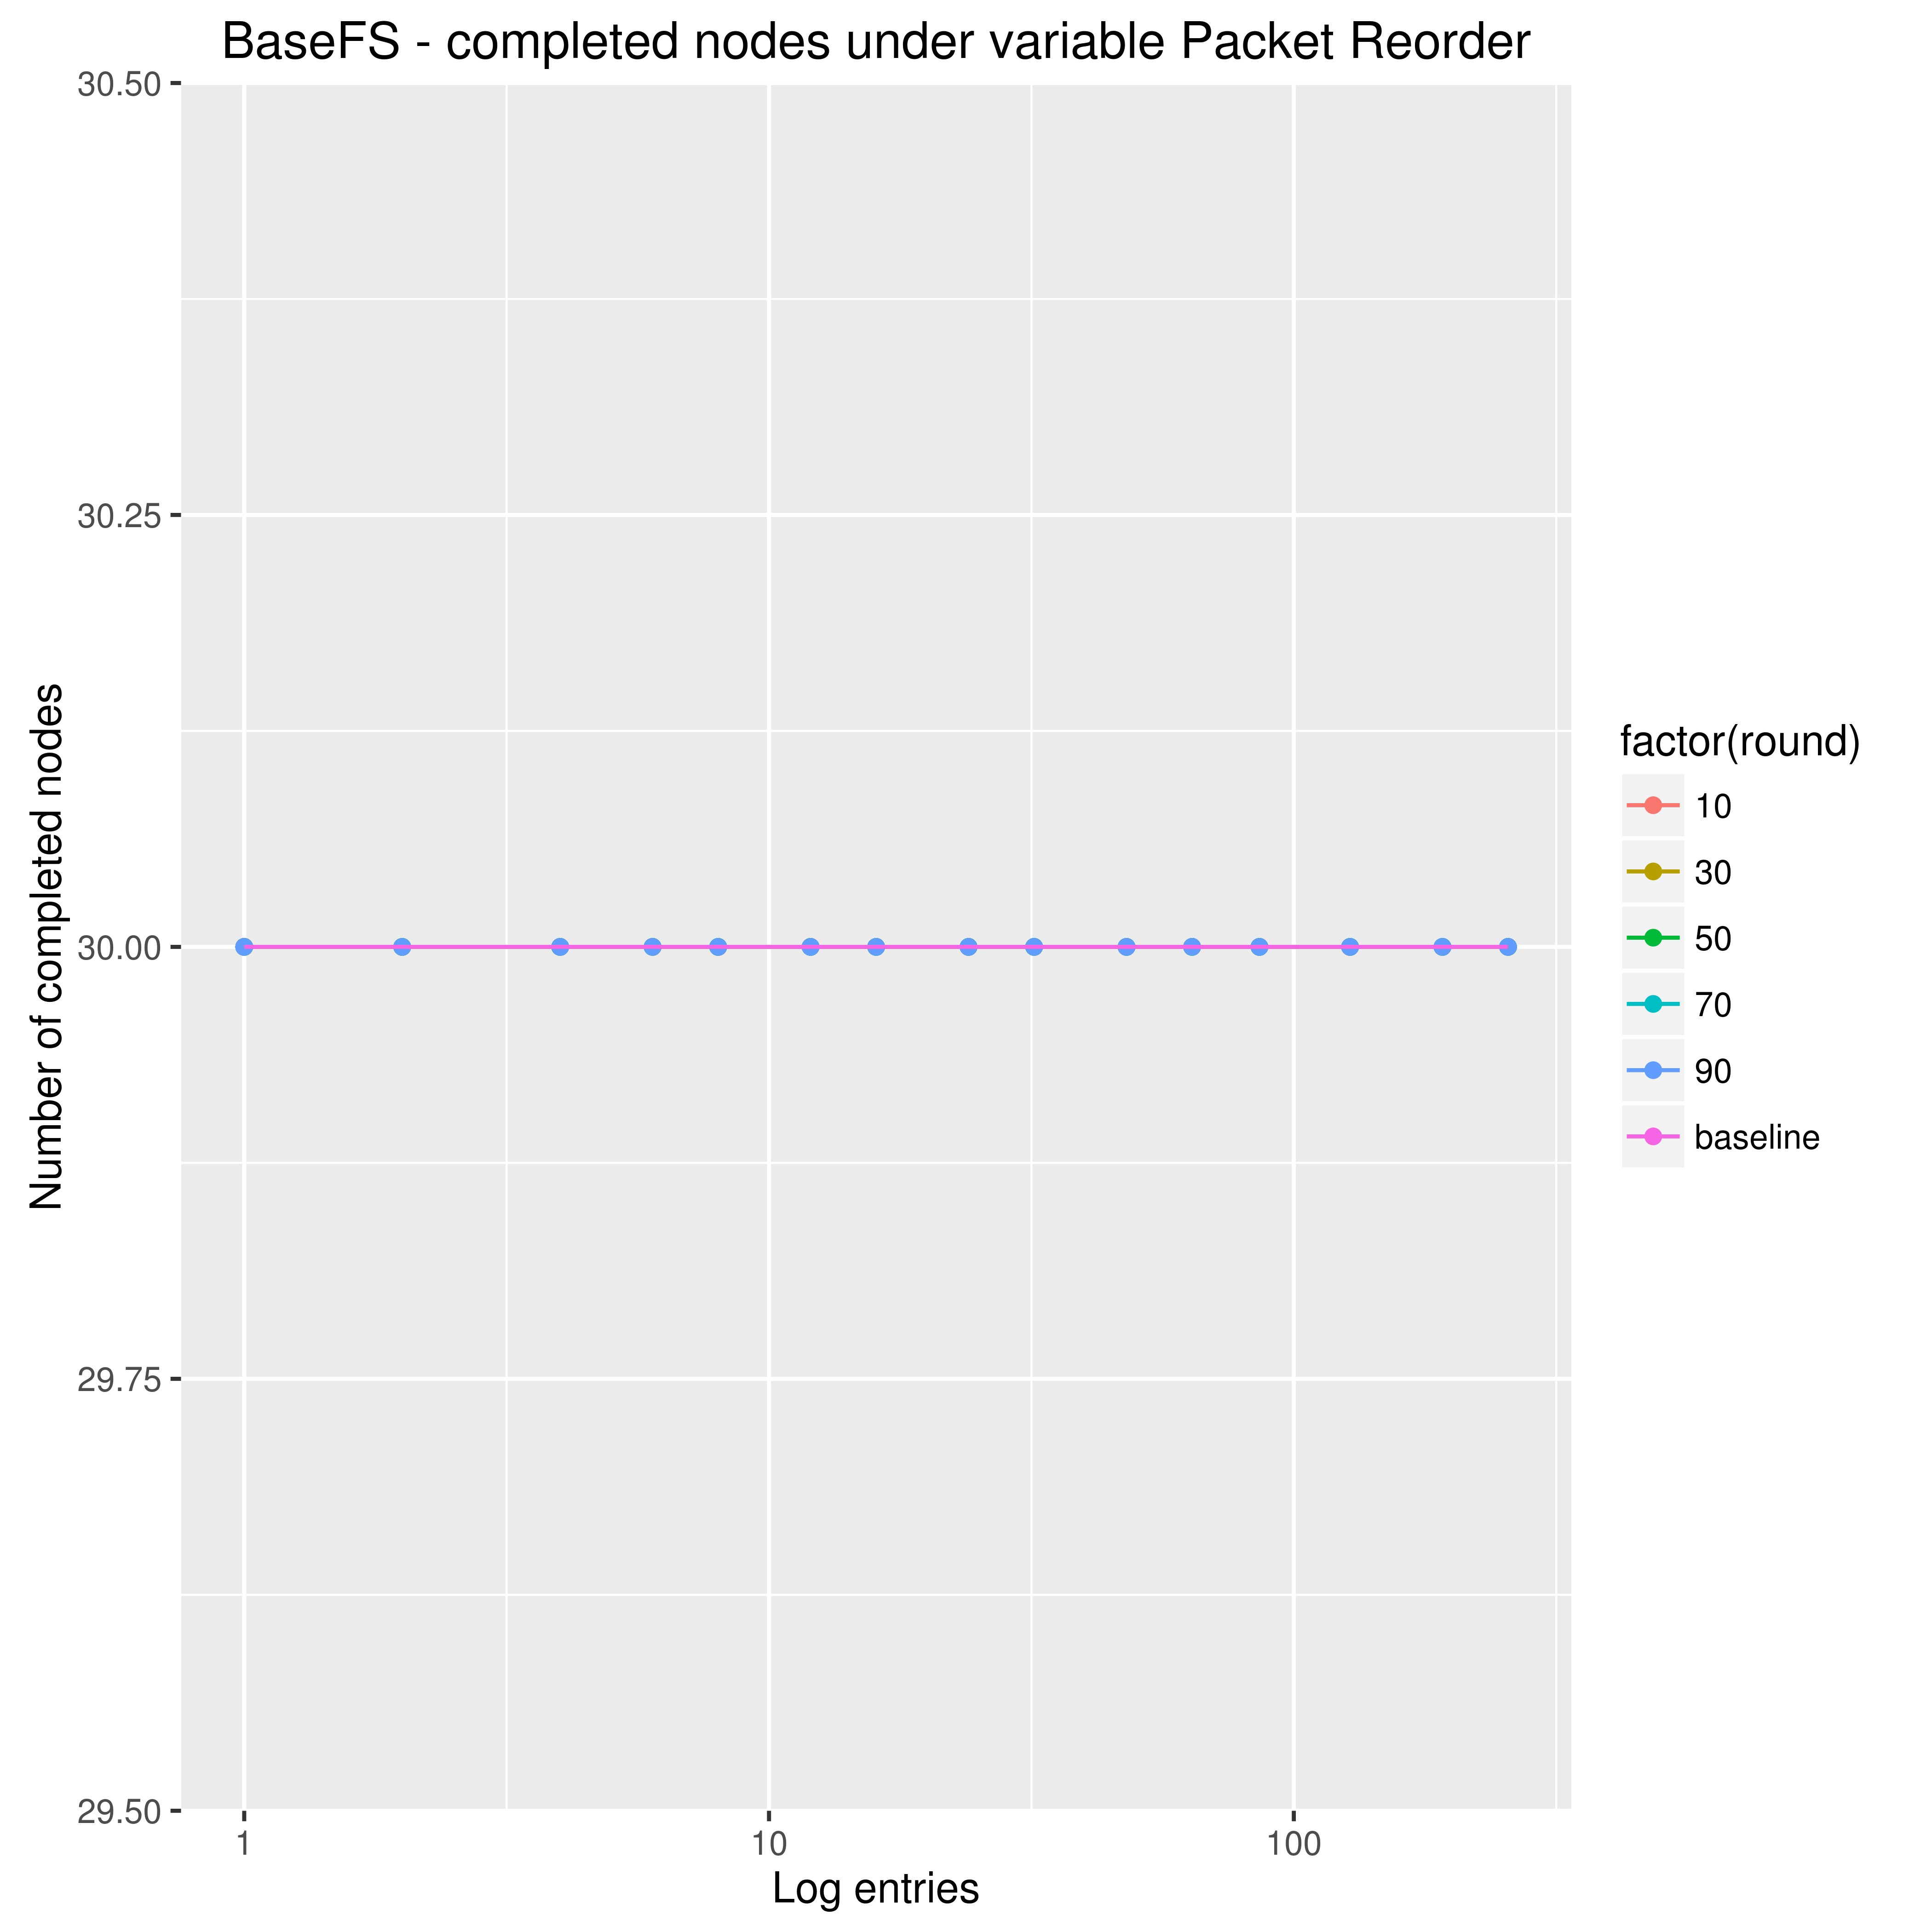 BaseFS - completed nodes under variable Packet Reorder
Number of completed nodes
30.50
30.25
30.00
29.75
29.50
1
10
100
Log entries
factor(round)
10
30
50
70
90
baseline